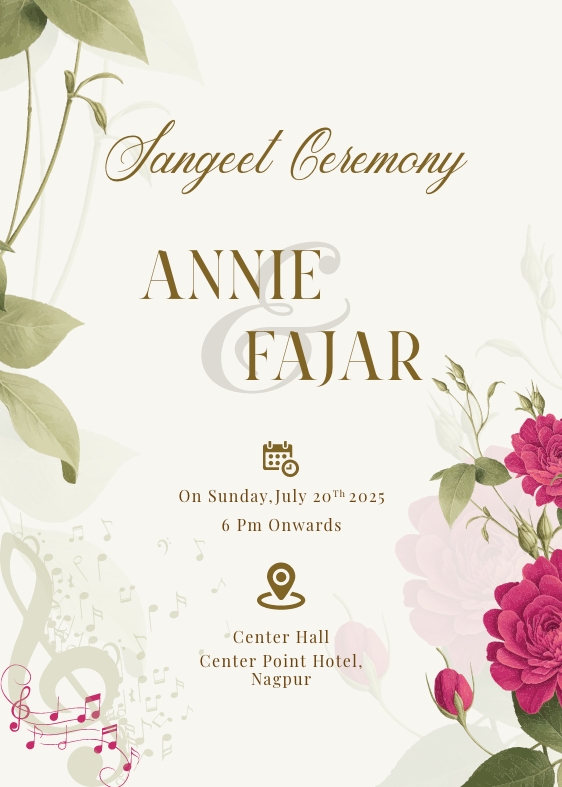 Sangeet Ceremony
ANNIE
&
FAJAR
On Sunday,July 20Th 2025
6 Pm Onwards
Center Hall
Center Point Hotel,
Nagpur